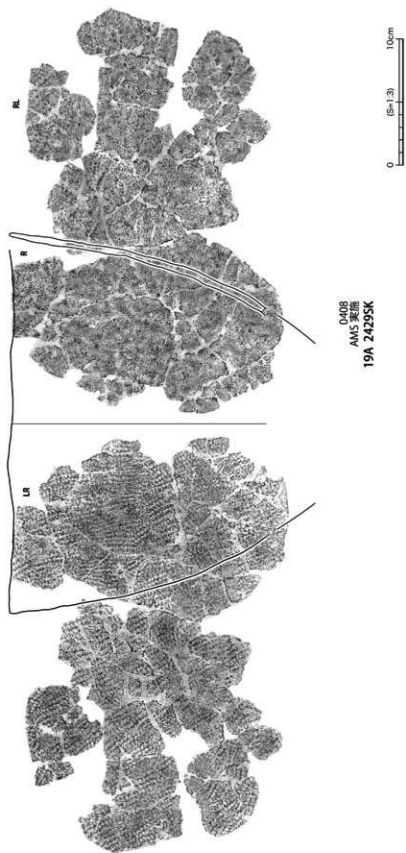 RL
R
LR
0408
AMS 実施
19A 2429SK
0 (S=1:3) 10cm